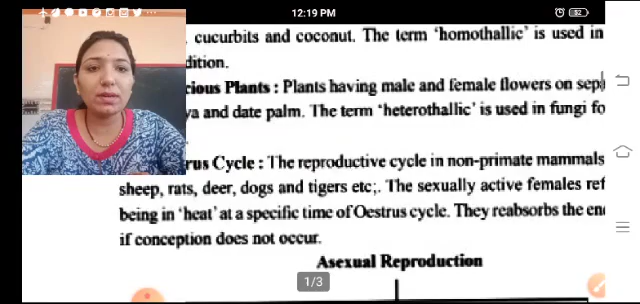 12:19 PM
cucurbits and coconut. The term 'homothallic' is used in
dition.
cious Plants : Plants having male and female flowers on sep
ya and date palm. The term 'heterothallic' is used in fungi fo
rus Cycle : The reproductive cycle in non-primate mammals
sheep, rats, deer, dogs and tigers etc;. The sexually active females ref
being in 'heat' at a specific time of Oestrus cycle. They reabsorbs the en
if conception does not occur.
Asexual Reproduction
1/3